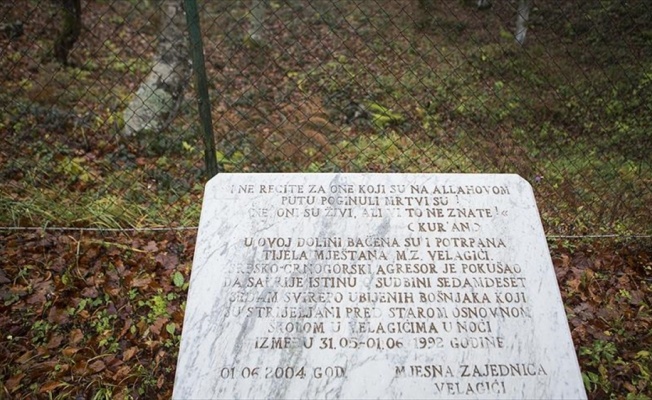 I NE RECITE ZA ONE KOJI SU NA ALLAHOVOM
PUTU POGINULI MRTVI SU !
NE, ONI SU ŽIVI, ALI VI TO NE ZNATE !«
( KUR'AN )
U OVOJ DOLINI BAČENA SU I POTRPANA
TIJELA MJEŠTANA M.Z. VELAGIĆI.
SRPSKO-CRNOGORSKI AGRESOR JE POKUŠAO
DA SAKRIJE ISTINU O SUDBINI SEDAMDESET
SEDAM SVIREPO UBIJENIH BOŠNJAKA KOJI
SU STRIJELJANI PRED STAROM OSNOVNOM
ŠKOLOM U VELAGIĆIMA U NOĆI
IZMEĐU 31.05-01.06 1992 GODINE.
01.06 2004 GOD. MJESNA ZAJEDNICA
VELAGIĆI